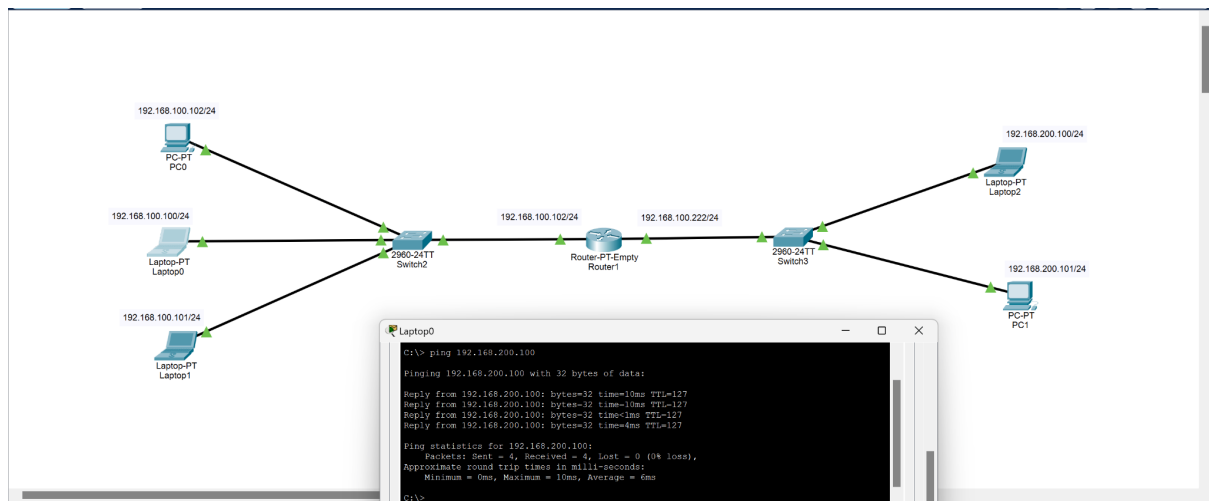 192.168.100.102/24
PC-PT
PC0
192.168.100.100/24
Laptop-PT
Laptop0
192.168.100.101/24
Laptop-PT
Laptop1
2960-24TT
Switch2
192.168.100.102/24
192.168.100.222/24
Router-PT-Empty
Router1
2960-24TT
Switch3
192.168.200.100/24
Laptop-PT
Laptop2
192.168.200.101/24
PC-PT
PC1
Laptop0
C:\> ping 192.168.200.100
Pinging 192.168.200.100 with 32 bytes of data:
Reply from 192.168.200.100: bytes=32 time=10ms TTL=127
Reply from 192.168.200.100: bytes=32 time=10ms TTL=127
Reply from 192.168.200.100: bytes=32 time<1ms TTL=127
Reply from 192.168.200.100: bytes=32 time=4ms TTL=127
Ping statistics for 192.168.200.100:
Packets: Sent = 4, Received = 4, Lost = 0 (0% loss),
Approximate round trip times in milli-seconds:
Minimum = 0ms, Maximum = 10ms, Average = 6ms
C:\>